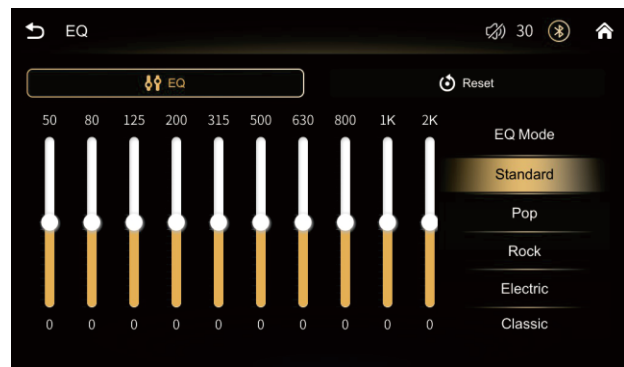 EQ 30
EQ Reset
50 80 125 200 315 500 630 800 1K 2K
EQ Mode
Standard
Pop
Rock
Electric
0 0 0 0 0 0 0 0 0 0 Classic